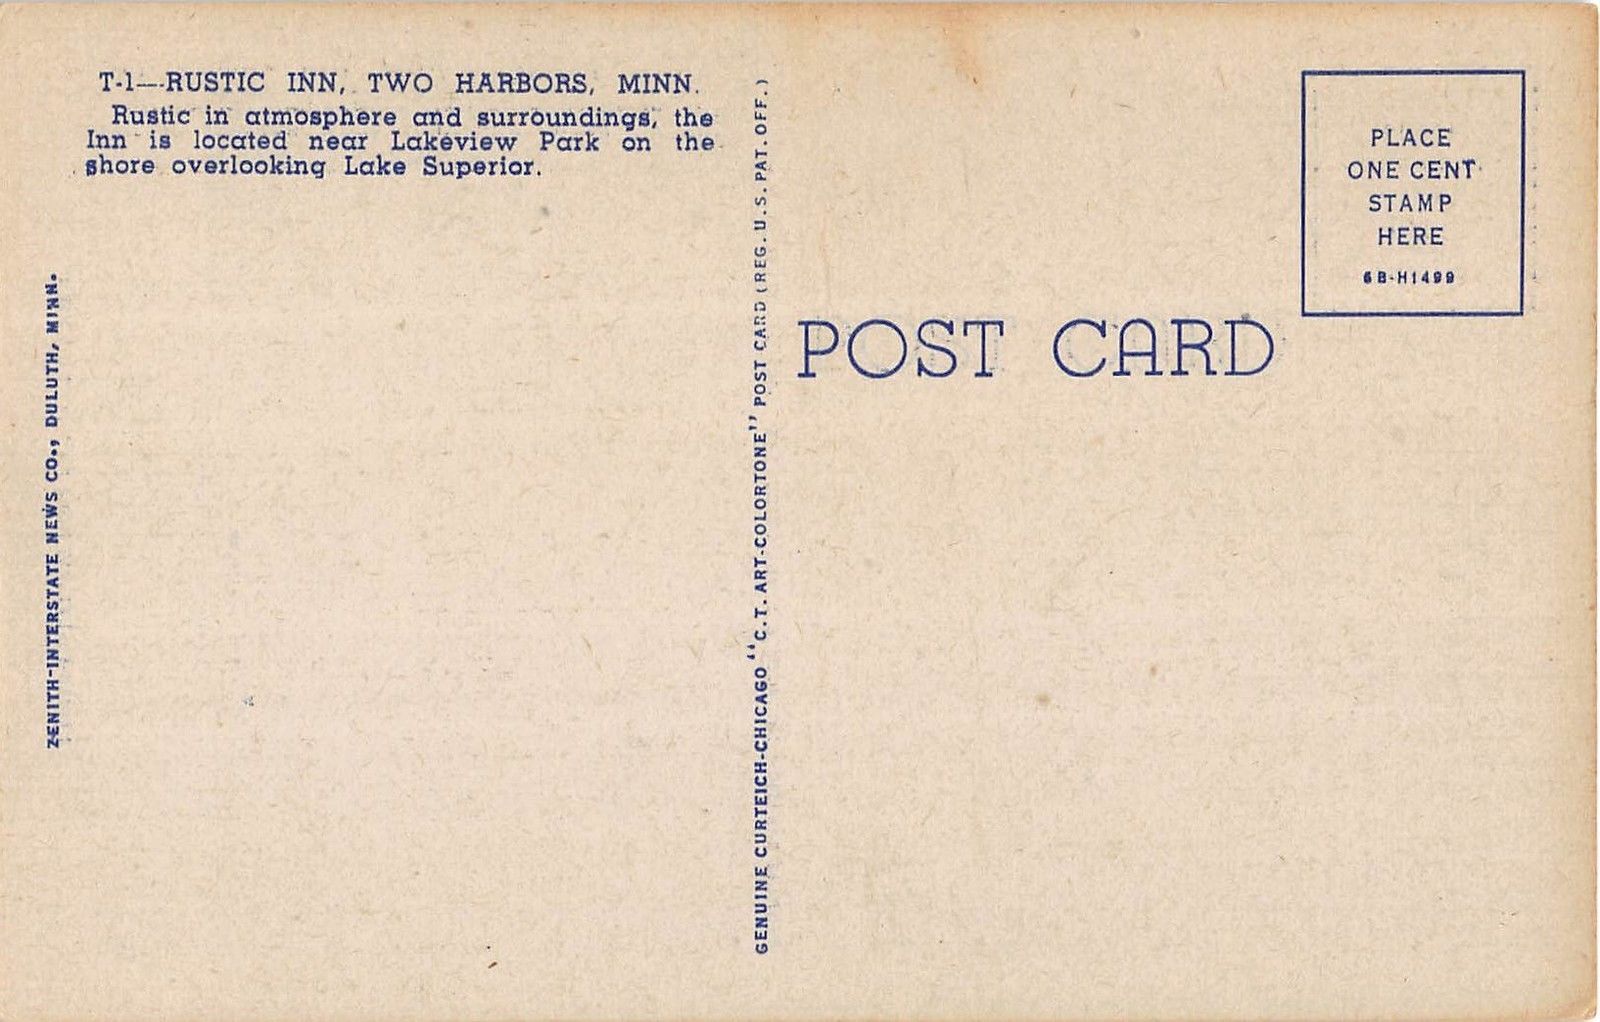 T-1—RUSTIC INN, TWO HARBORS, MINN.
Rustic in atmosphere and surroundings, the
Inn is located near Lakeview Park on the
shore overlooking Lake Superior.
ZENITH-INTERSTATE NEWS CO., DULUTH, MINN.
GENUINE CURTEICH-CHICAGO "C.T. ART-COLORTONE" POST CARD (REG. U.S. PAT. OFF.)
POST CARD
PLACE
ONE CENT
STAMP
HERE
6B-H1499